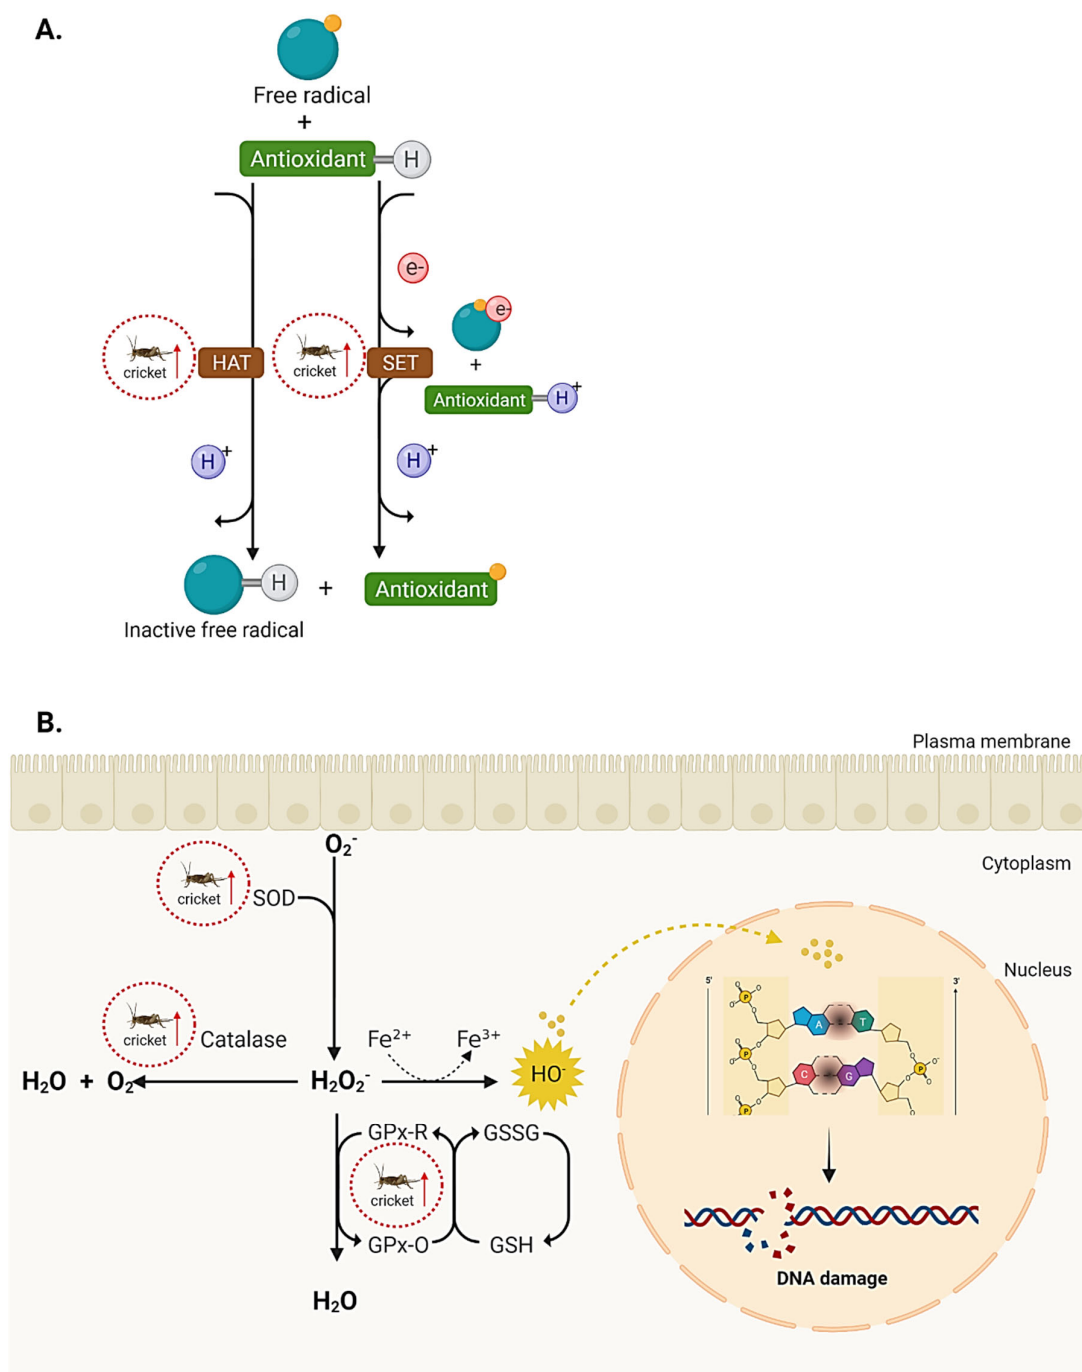 A.
Free radical
+
Antioxidant H
e-
e-
cricket HAT
cricket SET
+
Antioxidant H+
H+
H+
H + Antioxidant
Inactive free radical
B.
Plasma membrane
O₂⁻
Cytoplasm
cricket SOD
Nucleus
5' 3'
P O O⁻ O O
A T
cricket Catalase
Fe²⁺ Fe³⁺
P O O⁻ O O
O O P O⁻ O
H₂O + O₂ H₂O₂⁻ HO⁻
C G
P O
GPx-R GSSG
cricket
GPx-O GSH
H₂O
DNA damage